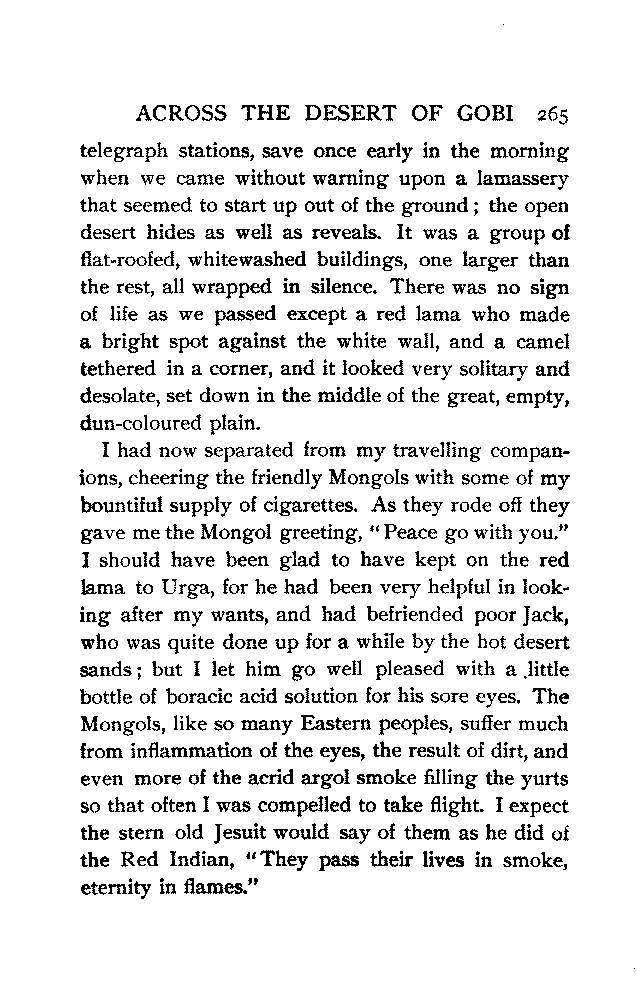 ACROSS THE DESERT OF GOBI 265
telegraph stations, save once early in the morning
when we came without warning upon a lamassery
that seemed to start up out of the ground; the open
desert hides as well as reveals. It was a group of
flat-roofed, whitewashed buildings, one larger than
the rest, all wrapped in silence. There was no sign
of life as we passed except a red lama who made
a bright spot against the white wall, and a camel
tethered in a corner, and it looked very solitary and
desolate, set down in the middle of the great, empty,
dun-coloured plain.
I had now separated from my travelling compan-
ions, cheering the friendly Mongols with some of my
bountiful supply of cigarettes. As they rode off they
gave me the Mongol greeting, "Peace go with you."
I should have been glad to have kept on the red
lama to Urga, for he had been very helpful in look-
ing after my wants, and had befriended poor Jack,
who was quite done up for a while by the hot desert
sands; but I let him go well pleased with a little
bottle of boracic acid solution for his sore eyes. The
Mongols, like so many Eastern peoples, suffer much
from inflammation of the eyes, the result of dirt, and
even more of the acrid argol smoke filling the yurts
so that often I was compelled to take flight. I expect
the stern old Jesuit would say of them as he did of
the Red Indian, "They pass their lives in smoke,
eternity in flames."